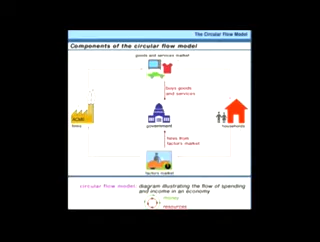 The Circular Flow Model
Components of the circular flow model
goods and services market
buys goods
and services
ACME
firms
government
households
hires from
factors market
factors market
circular flow model: diagram illustrating the flow of spending
and income in an economy
money
resources